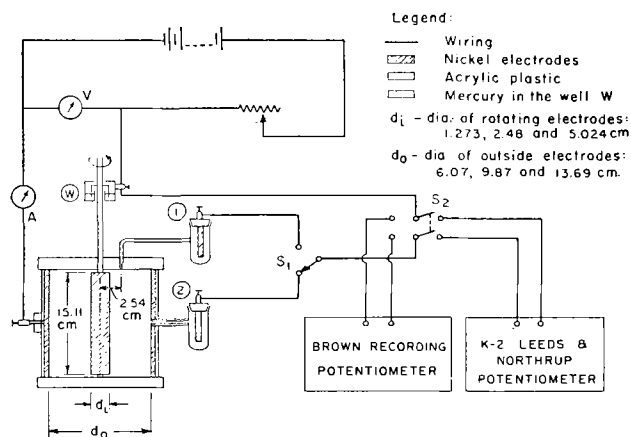 Legend:
Wiring
Nickel electrodes
Acrylic plastic
Mercury in the well W
di - dia. of rotating electrodes:
1.273, 2.48 and 5.024 cm
do - dia. of outside electrodes:
6.07, 9.87 and 13.69 cm.
V
A
W
1
2
S1
S2
2.54
cm
15.11
cm
di
do
BROWN RECORDING
POTENTIOMETER
K-2 LEEDS &
NORTHRUP
POTENTIOMETER